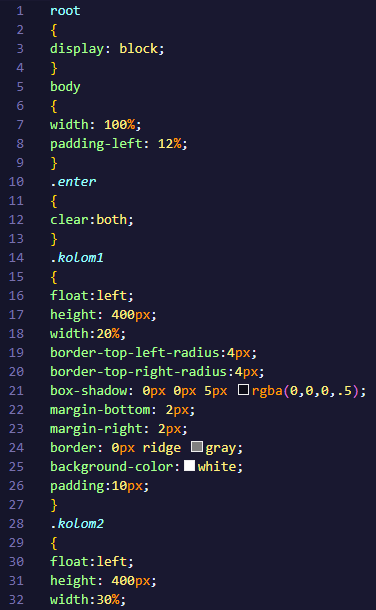 1 root
2 {
3 display: block;
4 }
5 body
6 {
7 width: 100%;
8 padding-left: 12%;
9 }
10 .enter
11 {
12 clear:both;
13 }
14 .kolom1
15 {
16 float:left;
17 height: 400px;
18 width:20%;
19 border-top-left-radius:4px;
20 border-top-right-radius:4px;
21 box-shadow: 0px 0px 5px rgba(0,0,0,.5);
22 margin-bottom: 2px;
23 margin-right: 2px;
24 border: 0px ridge gray;
25 background-color:white;
26 padding:10px;
27 }
28 .kolom2
29 {
30 float:left;
31 height: 400px;
32 width:30%;